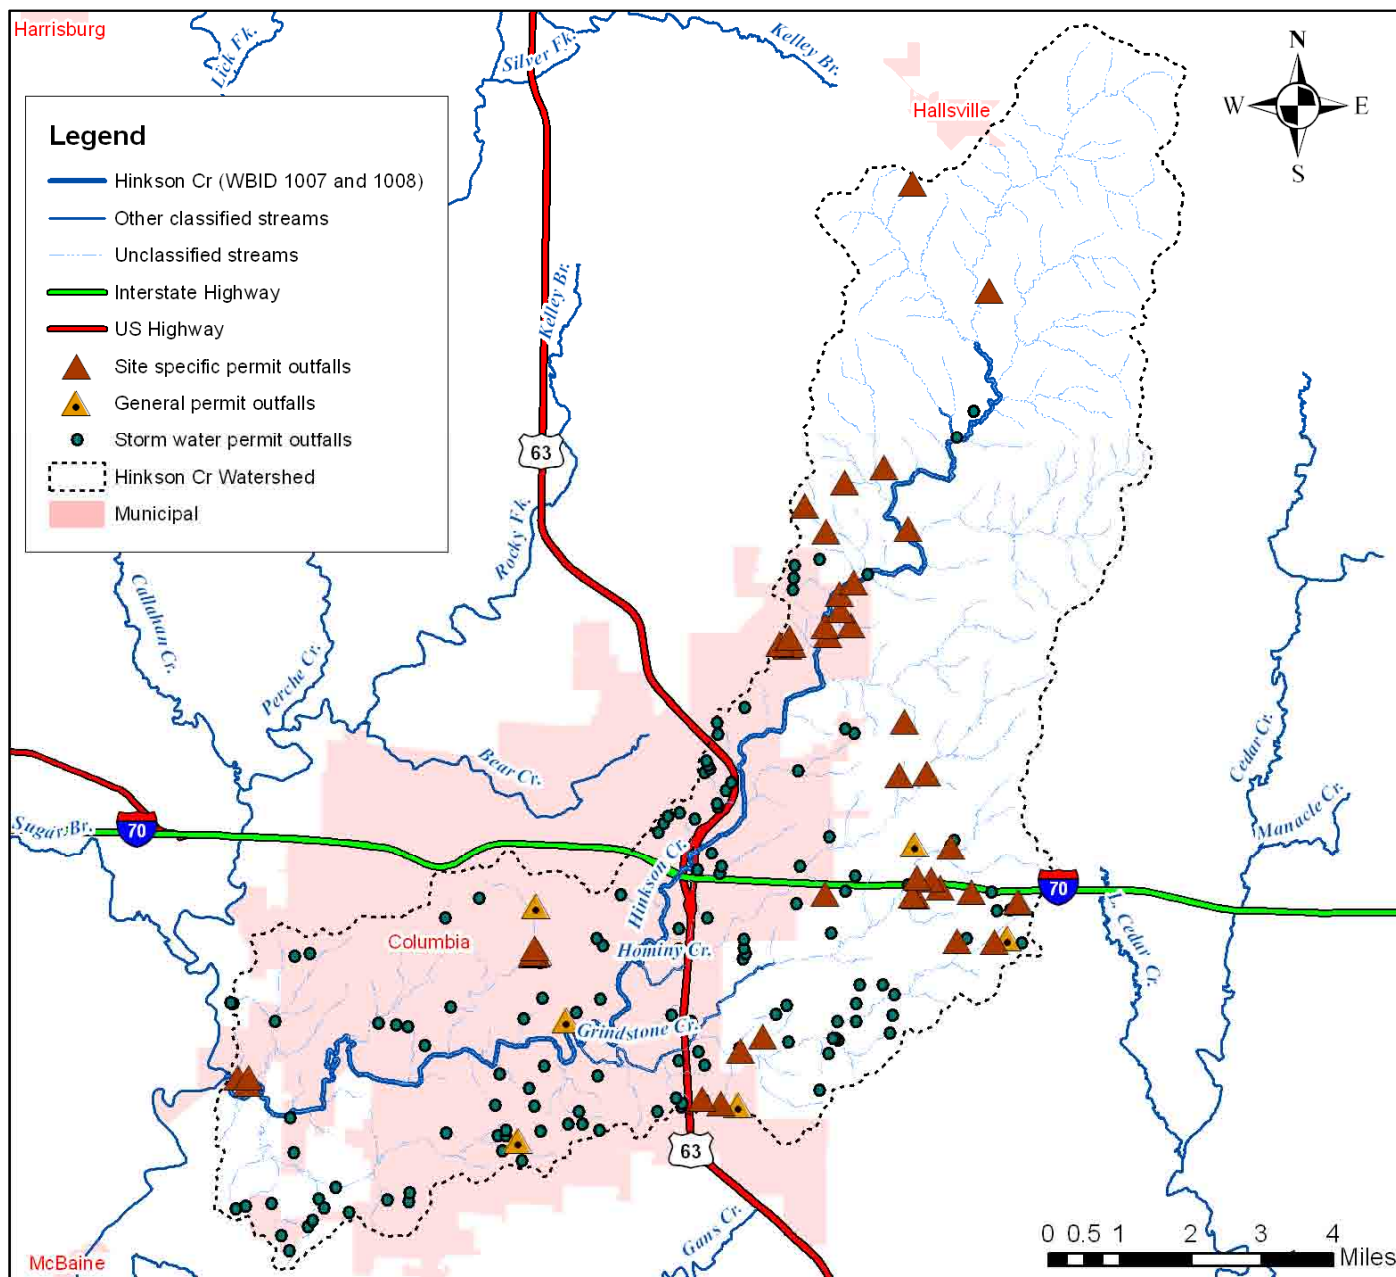 Harrisburg
Lick Fk.
Silver Fk.
Kelley Br.
Hallsville
N
W
E
S
Legend
Hinkson Cr (WBID 1007 and 1008)
Other classified streams
Unclassified streams
Interstate Highway
US Highway
Site specific permit outfalls
General permit outfalls
Storm water permit outfalls
Hinkson Cr Watershed
Municipal
Kelley Br.
63
Rocky Fk.
Callahan Cr.
Perche Cr.
Bear Cr.
Cedar Cr.
Manacle Cr.
Sugar Br.
70
Hinkson Cr.
70
Columbia
Hominy Cr.
L. Cedar Cr.
Grindstone Cr.
63
Gans Cr.
McBaine
0 0.5 1 2 3 4
Miles